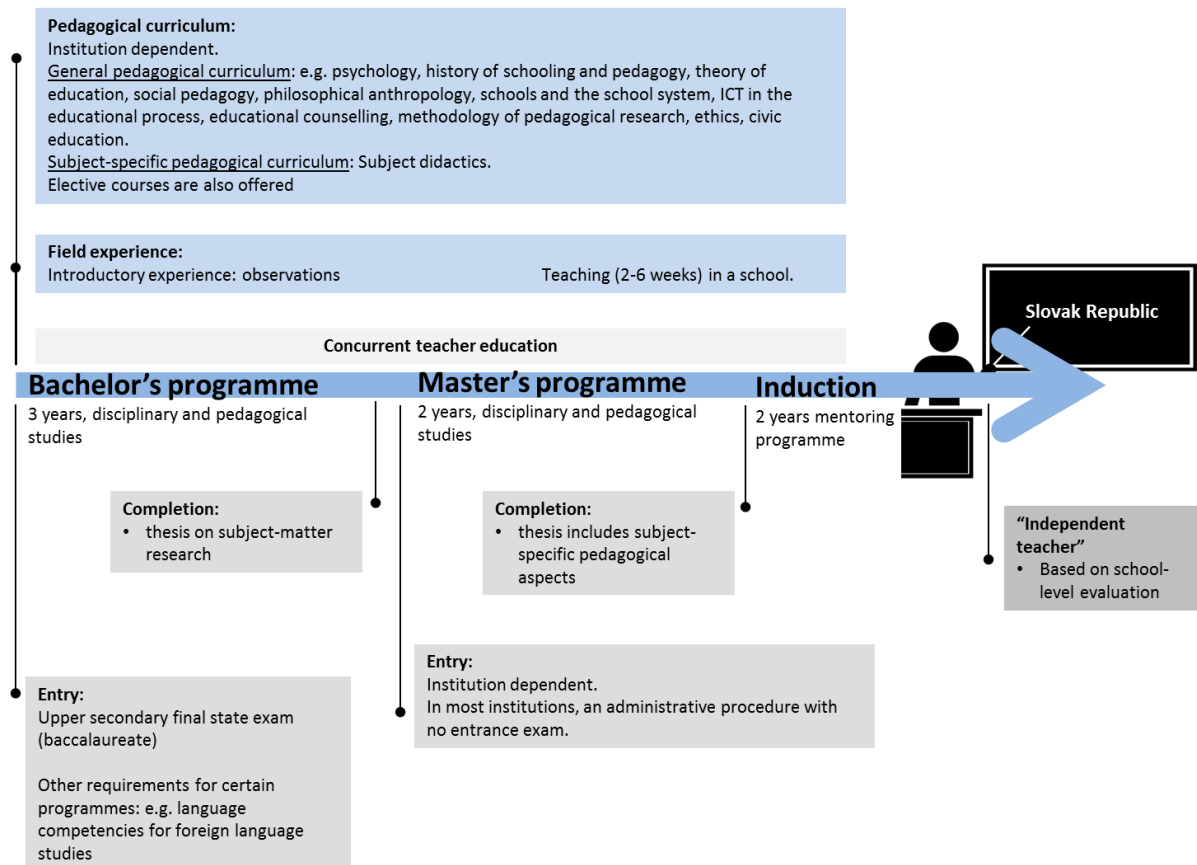 Pedagogical curriculum:
Institution dependent.
General pedagogical curriculum: e.g. psychology, history of schooling and pedagogy, theory of
education, social pedagogy, philosophical anthropology, schools and the school system, ICT in the
educational process, educational counselling, methodology of pedagogical research, ethics, civic
education.
Subject-specific pedagogical curriculum: Subject didactics.
Elective courses are also offered
Field experience:
Introductory experience: observations
Teaching (2-6 weeks) in a school.
Slovak Republic
Concurrent teacher education
Bachelor's programme
3 years, disciplinary and pedagogical
studies
Master's programme
2 years, disciplinary and pedagogical
studies
Induction
2 years mentoring
programme
Completion:
• thesis on subject-matter
research
Completion:
• thesis includes subject-
specific pedagogical
aspects
“Independent
teacher”
• Based on school-
level evaluation
Entry:
Upper secondary final state exam
(baccalaureate)
Other requirements for certain
programmes: e.g. language
competencies for foreign language
studies
Entry:
Institution dependent.
In most institutions, an administrative procedure with
no entrance exam.